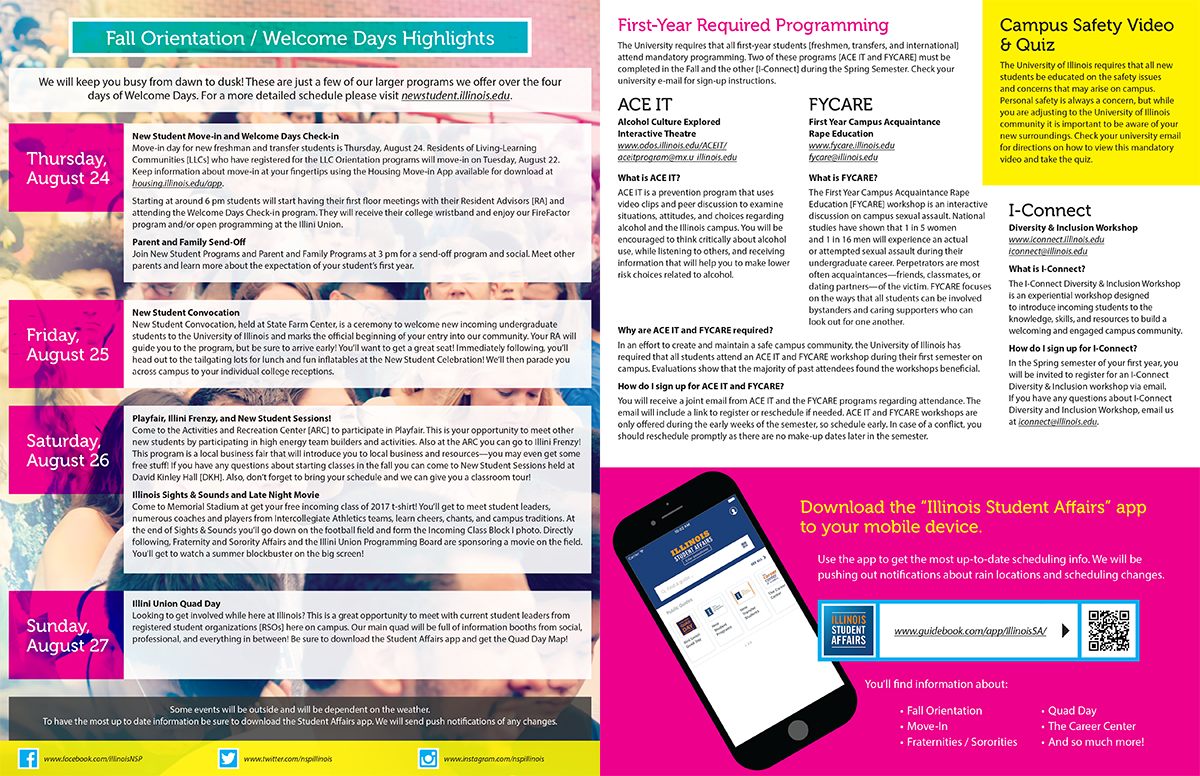 Fall Orientation / Welcome Days Highlights
We will keep you busy from dawn to dusk! These are just a few of our larger programs we offer over the four
days of Welcome Days. For a more detailed schedule please visit newstudent.illinois.edu.
Thursday,
August 24
New Student Move-in and Welcome Days Check-in
Move-in day for new freshman and transfer students is Thursday, August 24. Residents of Living-Learning
Communities [LLCs] who have registered for the LLC Orientation programs will move-in on Tuesday, August 22.
Keep information about move-in at your fingertips using the Housing Move-in App available for download at
housing.illinois.edu/app.
Starting at around 6 pm students will start having their first floor meetings with their Resident Advisors [RA] and
attending the Welcome Days Check-in program. They will receive their college wristband and enjoy our FireFactor
program and/or open programming at the Illini Union.
Parent and Family Send-Off
Join New Student Programs and Parent and Family Programs at 3 pm for a send-off program and social. Meet other
parents and learn more about the expectation of your student's first year.
Friday,
August 25
New Student Convocation
New Student Convocation, held at State Farm Center, is a ceremony to welcome new incoming undergraduate
students to the University of Illinois and marks the official beginning of your entry into our community. Your RA will
guide you to the program, but be sure to arrive early! You'll want to get a great seat! Immediately following, you'll
head out to the tailgating lots for lunch and fun inflatables at the New Student Celebration! We'll then parade you
across campus to your individual college receptions.
Saturday,
August 26
Playfair, Illini Frenzy, and New Student Sessions!
Come to the Activities and Recreation Center [ARC] to participate in Playfair. This is your opportunity to meet other
new students by participating in high energy team builders and activities. Also at the ARC you can go to Illini Frenzy!
This program is a local business fair that will introduce you to local business and resources—you may even get some
free stuff! If you have any questions about starting classes in the fall you can come to New Student Sessions held at
David Kinley Hall [DKH]. Also, don't forget to bring your schedule and we can give you a classroom tour!
Illinois Sights & Sounds and Late Night Movie
Come to Memorial Stadium at get your free incoming class of 2017 t-shirt! You'll get to meet student leaders,
numerous coaches and players from Intercollegiate Athletics teams, learn cheers, chants, and campus traditions. At
the end of Sights & Sounds you'll go down on the football field and form the Incoming Class Block I photo. Directly
following, Fraternity and Sorority Affairs and the Illini Union Programming Board are sponsoring a movie on the field.
You'll get to watch a summer blockbuster on the big screen!
Sunday,
August 27
Illini Union Quad Day
Looking to get involved while here at Illinois? This is a great opportunity to meet with current student leaders from
registered student organizations [RSOs] here on campus. Our main quad will be full of information booths from social,
professional, and everything in between! Be sure to download the Student Affairs app and get the Quad Day Map!
Some events will be outside and will be dependent on the weather.
To have the most up to date information be sure to download the Student Affairs app. We will send push notifications of any changes.
www.facebook.com/illinoisNSP
www.twitter.com/nspillinois
www.instagram.com/nspillinois
First-Year Required Programming
The University requires that all first-year students [freshmen, transfers, and international]
attend mandatory programming. Two of these programs [ACE IT and FYCARE] must be
completed in the Fall and the other [I-Connect] during the Spring Semester. Check your
university e-mail for sign-up instructions.
ACE IT
Alcohol Culture Explored
Interactive Theatre
www.odos.illinois.edu/ACEIT/
aceitprogram@mx.u illinois.edu
What is ACE IT?
ACE IT is a prevention program that uses
video clips and peer discussion to examine
situations, attitudes, and choices regarding
alcohol and the Illinois campus. You will be
encouraged to think critically about alcohol
use, while listening to others, and receiving
information that will help you to make lower
risk choices related to alcohol.
FYCARE
First Year Campus Acquaintance
Rape Education
www.fycare.illinois.edu
fycare@illinois.edu
What is FYCARE?
The First Year Campus Acquaintance Rape
Education [FYCARE] workshop is an interactive
discussion on campus sexual assault. National
studies have shown that 1 in 5 women
and 1 in 16 men will experience an actual
or attempted sexual assault during their
undergraduate career. Perpetrators are most
often acquaintances—friends, classmates, or
dating partners—of the victim. FYCARE focuses
on the ways that all students can be involved
bystanders and caring supporters who can
look out for one another.
Why are ACE IT and FYCARE required?
In an effort to create and maintain a safe campus community, the University of Illinois has
required that all students attend an ACE IT and FYCARE workshop during their first semester on
campus. Evaluations show that the majority of past attendees found the workshops beneficial.
How do I sign up for ACE IT and FYCARE?
You will receive a joint email from ACE IT and the FYCARE programs regarding attendance. The
email will include a link to register or reschedule if needed. ACE IT and FYCARE workshops are
only offered during the early weeks of the semester, so schedule early. In case of a conflict, you
should reschedule promptly as there are no make-up dates later in the semester.
Campus Safety Video
& Quiz
The University of Illinois requires that all new
students be educated on the safety issues
and concerns that may arise on campus.
Personal safety is always a concern, but while
you are adjusting to the University of Illinois
community it is important to be aware of your
new surroundings. Check your university email
for directions on how to view this mandatory
video and take the quiz.
I-Connect
Diversity & Inclusion Workshop
www.iconnect.illinois.edu
iconnect@illinois.edu
What is I-Connect?
The I-Connect Diversity & Inclusion Workshop
is an experiential workshop designed
to introduce incoming students to the
knowledge, skills, and resources to build a
welcoming and engaged campus community.
How do I sign up for I-Connect?
In the Spring semester of your first year, you
will be invited to register for an I-Connect
Diversity & Inclusion workshop via email.
If you have any questions about I-Connect
Diversity and Inclusion Workshop, email us
at iconnect@illinois.edu.
ILLINOIS
STUDENT AFFAIRS
Public Guides
SEE ALL
New
Student
Programs
New
Transfer
Students
The Career
Center
Download the "Illinois Student Affairs" app
to your mobile device.
Use the app to get the most up-to-date scheduling info. We will be
pushing out notifications about rain locations and scheduling changes.
ILLINOIS
STUDENT
AFFAIRS
www.guidebook.com/app/IllinoisSA/
You'll find information about:
• Fall Orientation
• Move-In
• Fraternities / Sororities
• Quad Day
• The Career Center
• And so much more!